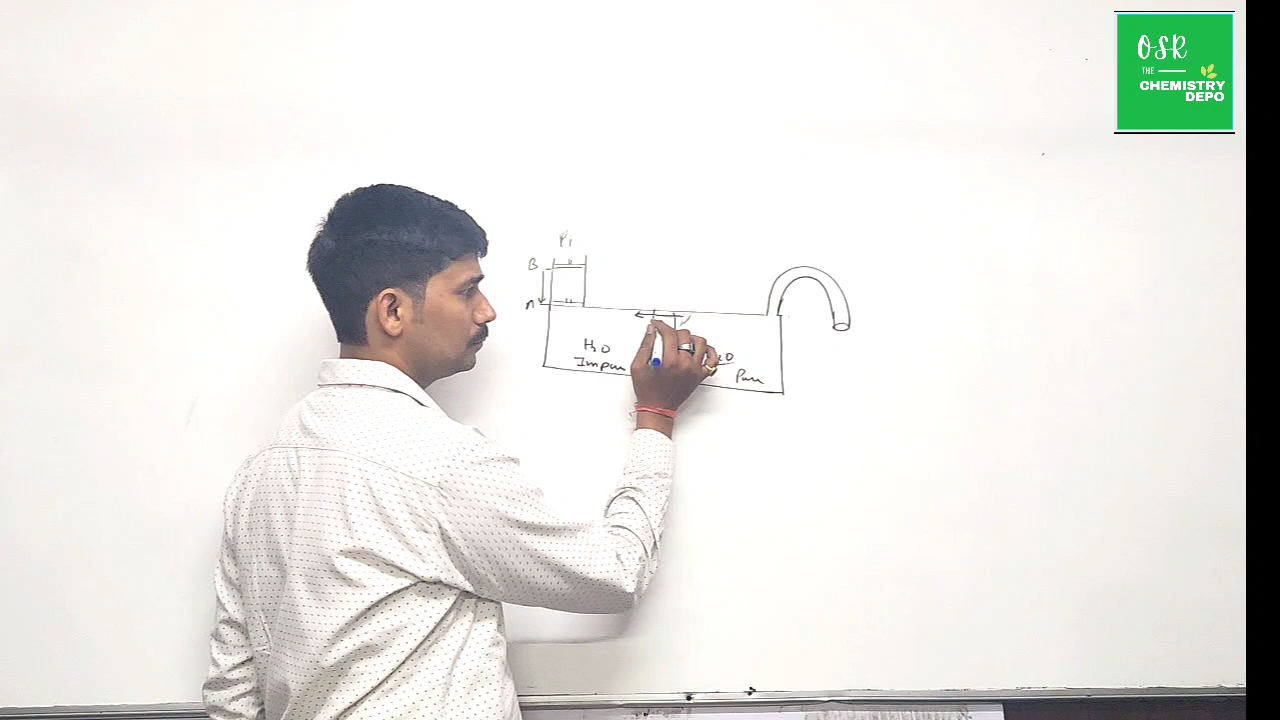 OSR
THE
CHEMISTRY
DEPO
P1
B
A
H2O
Impure
Pure